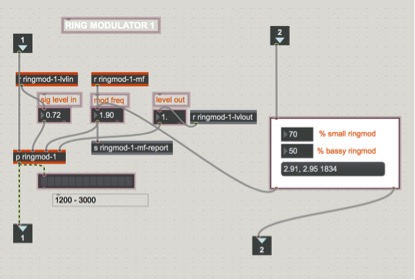 RING MODULATOR 1
1
2
r ringmod-1-lvlin
r ringmod-1-mf
sig level in
mod freq
level out
0.72
1.90
1.
r ringmod-1-lvlout
70
% small ringmod
50
% bassy ringmod
2.91, 2.95 1834
p ringmod-1
s ringmod-1-mf-report
1200 - 3000
1
2